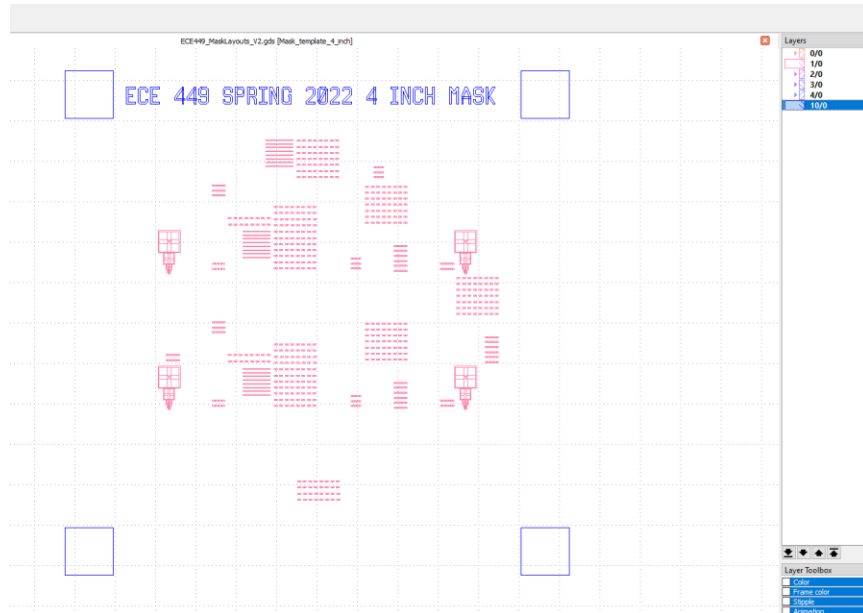 ECE449_MaskLayouts_V2.gds [Mask_template_4_inch]
Layers
0/0
1/0
2/0
3/0
4/0
10/0
ECE 449 SPRING 2022 4 INCH MASK
Layer Toolbox
Color
Frame color
Stipple
Animation